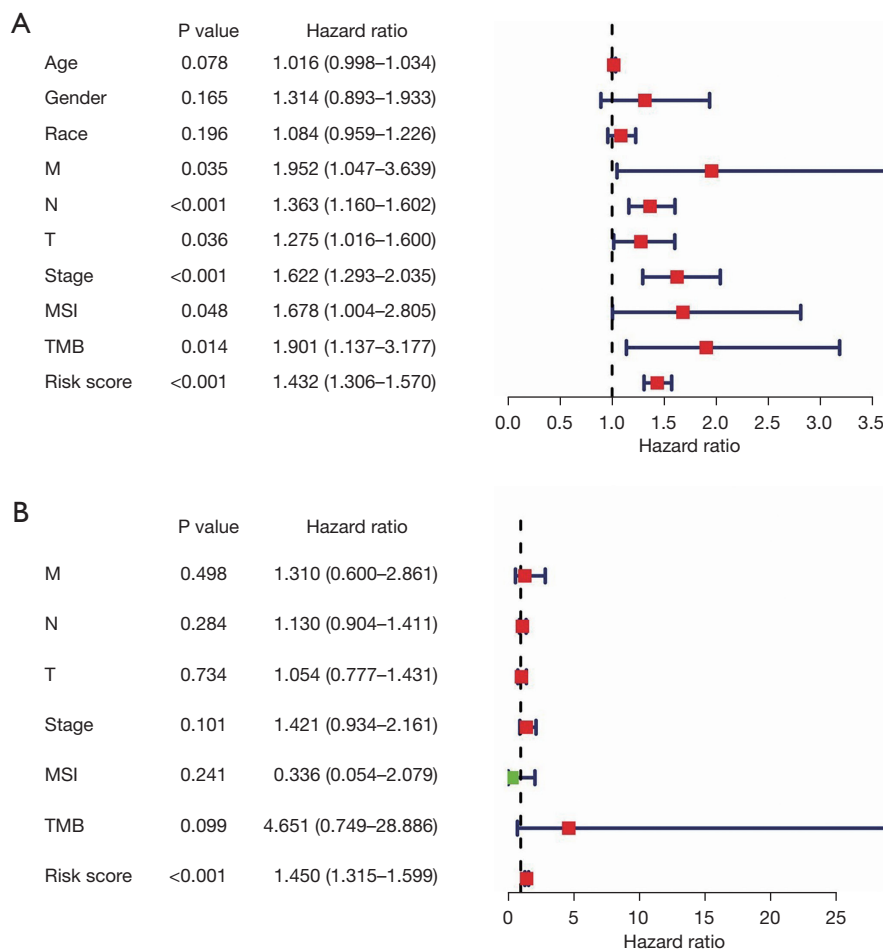 A
P value Hazard ratio
Age 0.078 1.016 (0.998–1.034)
Gender 0.165 1.314 (0.893–1.933)
Race 0.196 1.084 (0.959–1.226)
M 0.035 1.952 (1.047–3.639)
N <0.001 1.363 (1.160–1.602)
T 0.036 1.275 (1.016–1.600)
Stage <0.001 1.622 (1.293–2.035)
MSI 0.048 1.678 (1.004–2.805)
TMB 0.014 1.901 (1.137–3.177)
Risk score <0.001 1.432 (1.306–1.570)
0.0 0.5 1.0 1.5 2.0 2.5 3.0 3.5
Hazard ratio
B
P value Hazard ratio
M 0.498 1.310 (0.600–2.861)
N 0.284 1.130 (0.904–1.411)
T 0.734 1.054 (0.777–1.431)
Stage 0.101 1.421 (0.934–2.161)
MSI 0.241 0.336 (0.054–2.079)
TMB 0.099 4.651 (0.749–28.886)
Risk score <0.001 1.450 (1.315–1.599)
0 5 10 15 20 25
Hazard ratio